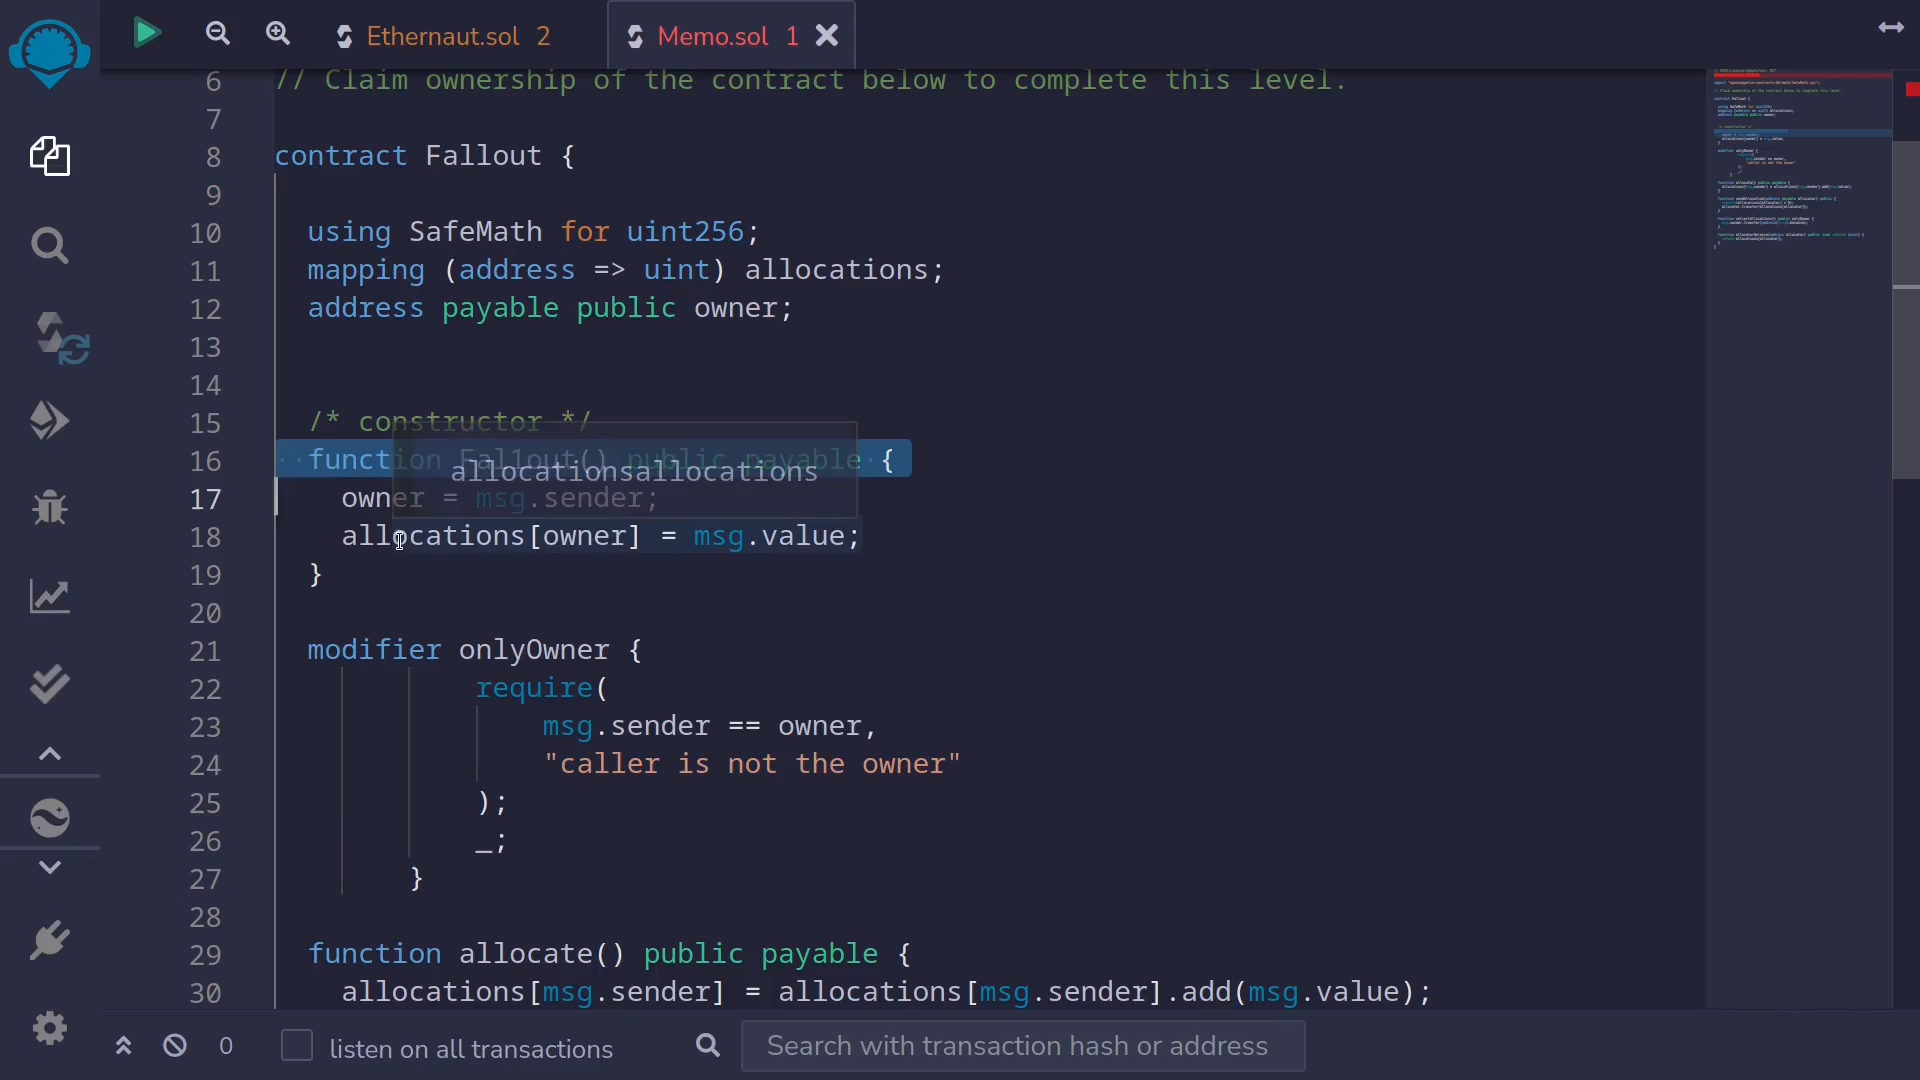 Ethernaut.sol 2
Memo.sol 1
6 // Claim ownership of the contract below to complete this level.
7
8 contract Fallout {
9
10 using SafeMath for uint256;
11 mapping (address => uint) allocations;
12 address payable public owner;
13
14
15 /* constructor */
16 function Fal1out() public payable {
allocationsallocations
17 owner = msg.sender;
18 allocations[owner] = msg.value;
19 }
20
21 modifier onlyOwner {
22 require(
23 msg.sender == owner,
24 "caller is not the owner"
25 );
26 _;
27 }
28
29 function allocate() public payable {
30 allocations[msg.sender] = allocations[msg.sender].add(msg.value);
0
listen on all transactions
Search with transaction hash or address